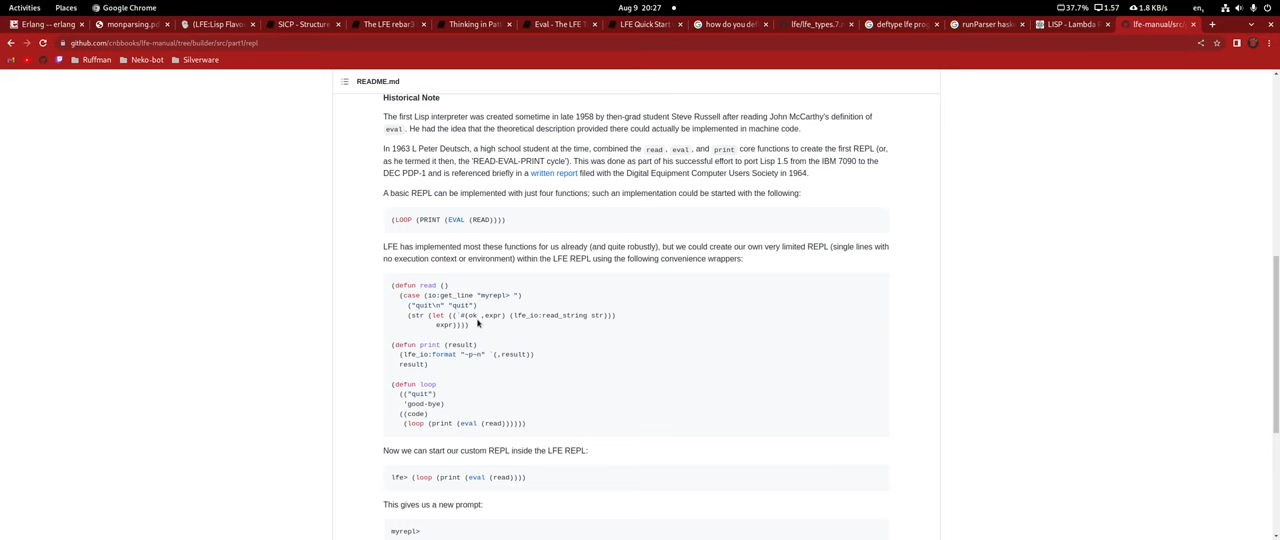 Activities Places Google Chrome Aug 9 20:27 37.7% 1.57 1.8 KB/s en
Erlang -- erlang monparsing.pdf (LFE:Lisp Flavo SICP - Structure The LFE rebar3 Thinking in Patt Eval - The LFE T LFE Quick Start how do you def lfe/lfe_types.7.m deftype lfe prog runParser hask LISP - Lambda lfe-manual/src/
github.com/cnbbooks/lfe-manual/tree/builder/src/part1/repl
Ruffman Neko-bot Silverware
README.md
Historical Note
The first Lisp interpreter was created sometime in late 1958 by then-grad student Steve Russell after reading John McCarthy's definition of
eval. He had the idea that the theoretical description provided there could actually be implemented in machine code.
In 1963 L Peter Deutsch, a high school student at the time, combined the read, eval, and print core functions to create the first REPL (or,
as he termed it then, the 'READ-EVAL-PRINT cycle'). This was done as part of his successful effort to port Lisp 1.5 from the IBM 7090 to the
DEC PDP-1 and is referenced briefly in a written report filed with the Digital Equipment Computer Users Society in 1964.
A basic REPL can be implemented with just four functions; such an implementation could be started with the following:
(LOOP (PRINT (EVAL (READ))))
LFE has implemented most these functions for us already (and quite robustly), but we could create our own very limited REPL (single lines with
no execution context or environment) within the LFE REPL using the following convenience wrappers:
(defun read ()
  (case (io:get_line "myrepl> ")
    ("quit\n" "quit")
    (str (let ((`#(ok ,expr) (lfe_io:read_string str)))
           expr))))
(defun print (result)
  (lfe_io:format "~p~n" `(,result))
  result)
(defun loop
  (("quit")
   'good-bye)
  ((code)
   (loop (print (eval (read))))))
Now we can start our custom REPL inside the LFE REPL:
lfe> (loop (print (eval (read))))
This gives us a new prompt:
myrepl>